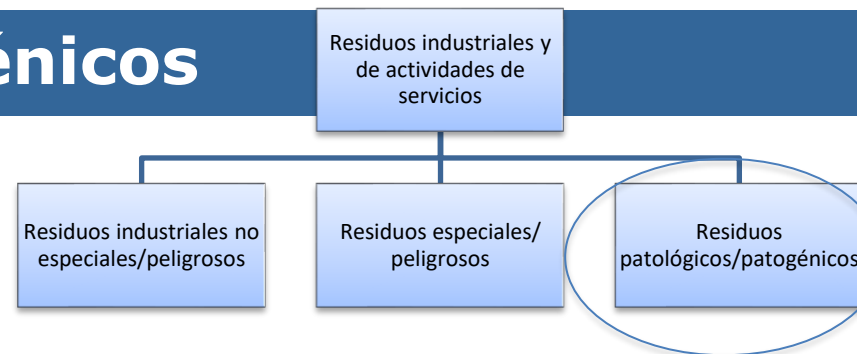 énicos
Residuos industriales y
de actividades de
servicios
Residuos industriales no
especiales/peligrosos
Residuos especiales/
peligrosos
Residuos
patológicos/patogénicos